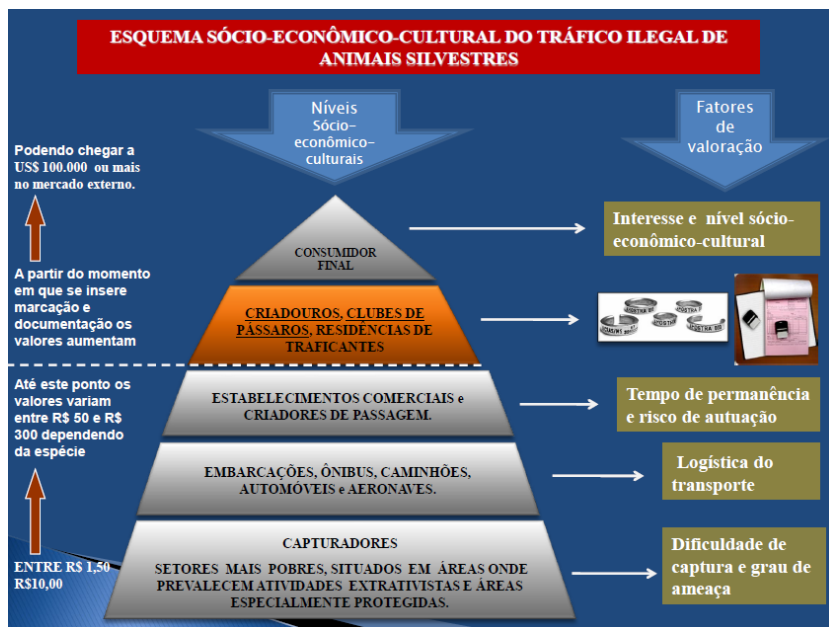 ESQUEMA SÓCIO-ECONÔMICO-CULTURAL DO TRÁFICO ILEGAL DE
ANIMAIS SILVESTRES
Níveis
Sócio-
econômico-
culturais
Fatores
de
valoração
Podendo chegar a
US$ 100.000 ou mais
no mercado externo.
CONSUMIDOR
FINAL
Interesse e nível sócio-
econômico-cultural
A partir do momento
em que se insere
marcação e
documentação os
valores aumentam
CRIADOUROS, CLUBES DE
PÁSSAROS, RESIDÊNCIAS DE
TRAFICANTES
Até este ponto os
valores variam
entre R$ 50 e R$
300 dependendo
da espécie
ESTABELECIMENTOS COMERCIAIS e
CRIADORES DE PASSAGEM.
Tempo de permanência
e risco de autuação
EMBARCAÇÕES, ÔNIBUS, CAMINHÕES,
AUTOMÓVEIS e AERONAVES.
Logística do
transporte
ENTRE R$ 1,50
R$10,00
CAPTURADORES
SETORES MAIS POBRES, SITUADOS EM ÁREAS ONDE
PREVALECEM ATIVIDADES EXTRATIVISTAS E ÁREAS
ESPECIALMENTE PROTEGIDAS.
Dificuldade de
captura e grau de
ameaça